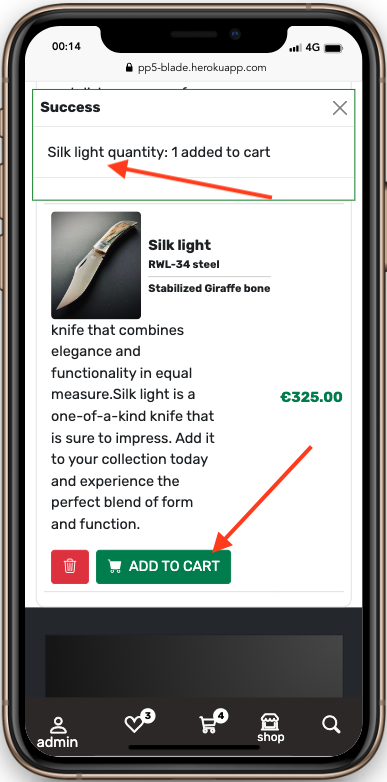 00:14
4G
pp5-blade.herokuapp.com
Success
Silk light quantity: 1 added to cart
Silk light
RWL-34 steel
Stabilized Giraffe bone
knife that combines
elegance and
functionality in equal
measure.Silk light is a
one-of-a-kind knife that
is sure to impress. Add it
to your collection today
and experience the
perfect blend of form
and function.
€325.00
ADD TO CART
3
4
admin
shop